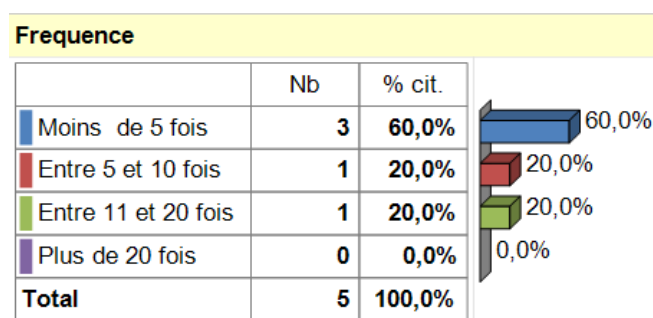 Frequence
Nb % cit.
Moins de 5 fois 3 60,0% 60,0%
Entre 5 et 10 fois 1 20,0% 20,0%
Entre 11 et 20 fois 1 20,0% 20,0%
Plus de 20 fois 0 0,0% 0,0%
Total 5 100,0%